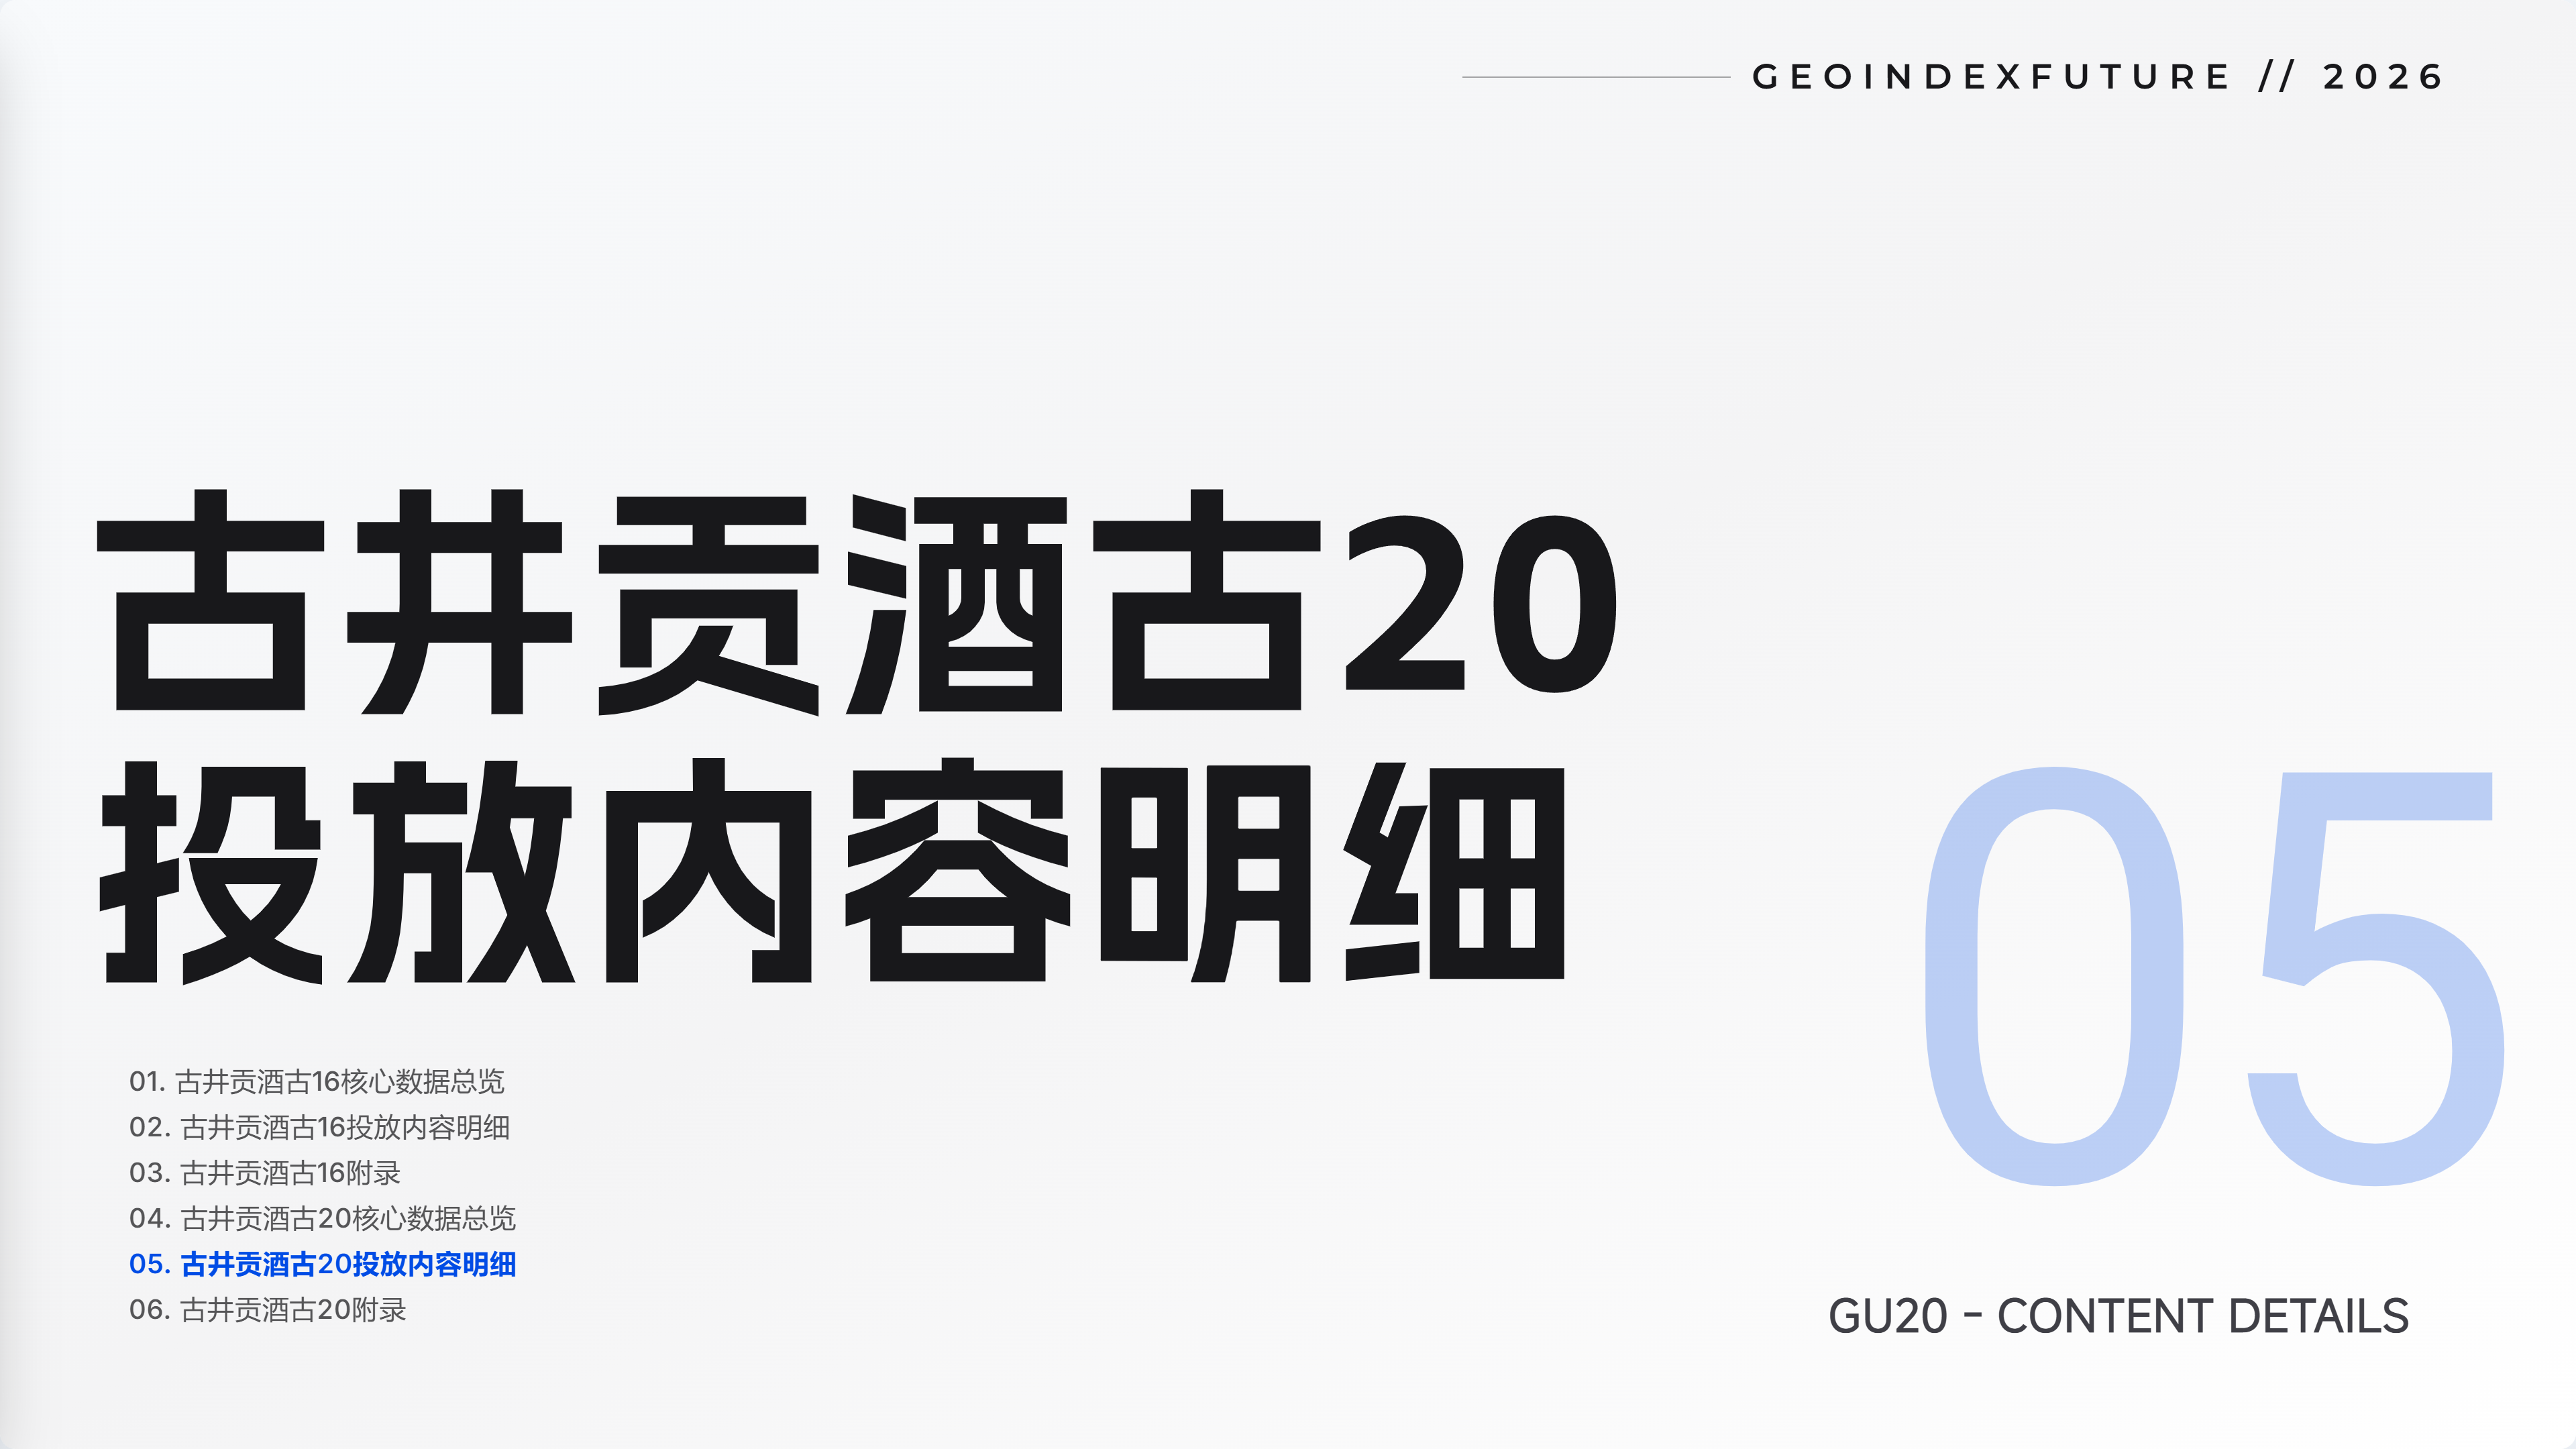 GEOINDEXFUTURE // 2026
古井贡酒古20
投放内容明细
01. 古井贡酒古16核心数据总览
02. 古井贡酒古16投放内容明细
03. 古井贡酒古16附录
04. 古井贡酒古20核心数据总览
05. 古井贡酒古20投放内容明细
06. 古井贡酒古20附录
05
GU20 - CONTENT DETAILS